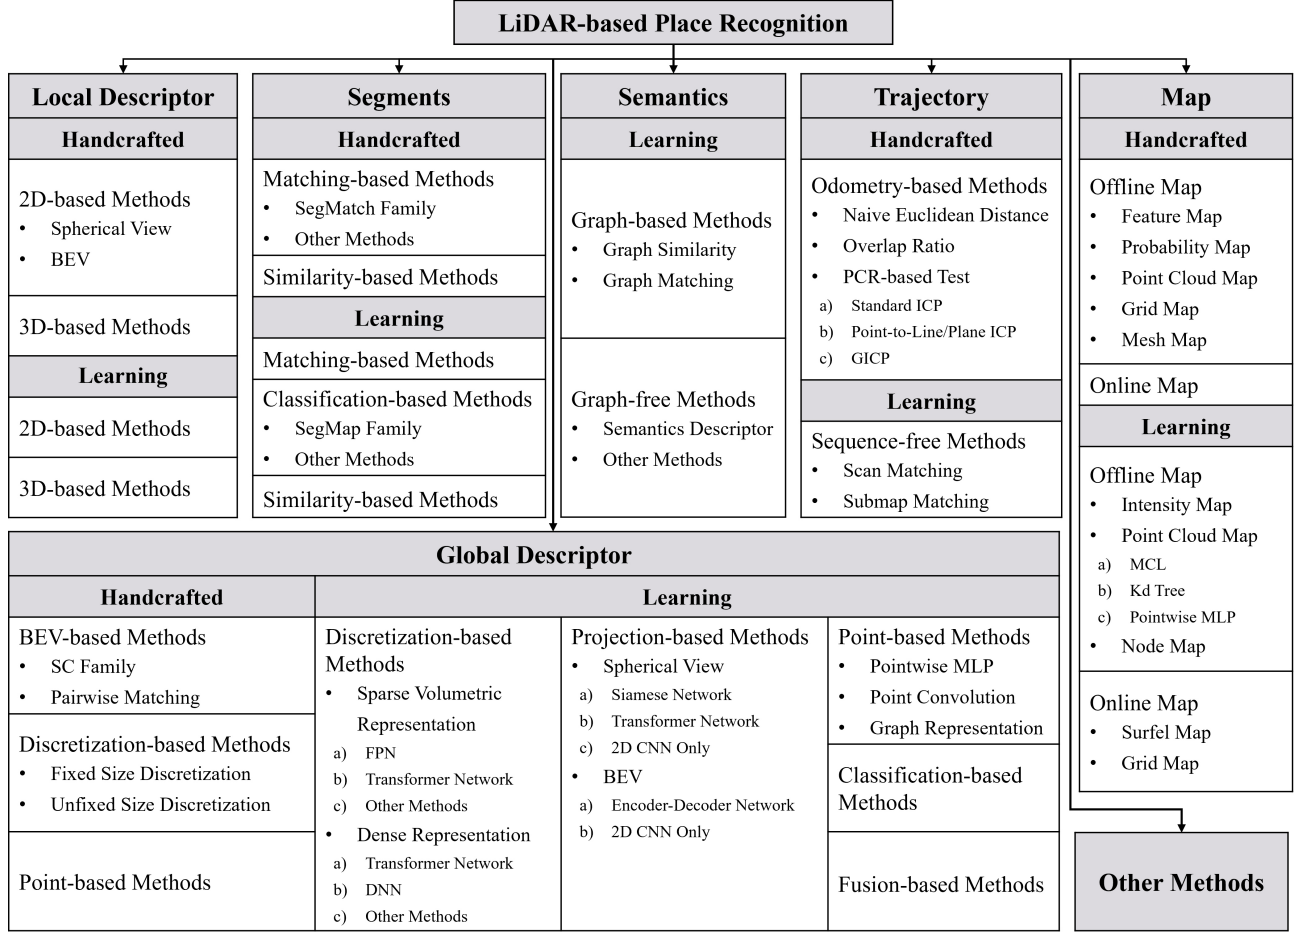 LiDAR-based Place Recognition
Local Descriptor
Handcrafted
2D-based Methods
• Spherical View
• BEV
3D-based Methods
Learning
2D-based Methods
3D-based Methods
Segments
Handcrafted
Matching-based Methods
• SegMatch Family
• Other Methods
Similarity-based Methods
Learning
Matching-based Methods
Classification-based Methods
• SegMap Family
• Other Methods
Similarity-based Methods
Semantics
Learning
Graph-based Methods
• Graph Similarity
• Graph Matching
Graph-free Methods
• Semantics Descriptor
• Other Methods
Trajectory
Handcrafted
Odometry-based Methods
• Naive Euclidean Distance
• Overlap Ratio
• PCR-based Test
a) Standard ICP
b) Point-to-Line/Plane ICP
c) GICP
Learning
Sequence-free Methods
• Scan Matching
• Submap Matching
Map
Handcrafted
Offline Map
• Feature Map
• Probability Map
• Point Cloud Map
• Grid Map
• Mesh Map
Online Map
Learning
Offline Map
• Intensity Map
• Point Cloud Map
a) MCL
b) Kd Tree
c) Pointwise MLP
• Node Map
Online Map
• Surfel Map
• Grid Map
Global Descriptor
Handcrafted
BEV-based Methods
• SC Family
• Pairwise Matching
Discretization-based Methods
• Fixed Size Discretization
• Unfixed Size Discretization
Point-based Methods
Learning
Discretization-based
Methods
• Sparse Volumetric
Representation
a) FPN
b) Transformer Network
c) Other Methods
• Dense Representation
a) Transformer Network
b) DNN
c) Other Methods
Projection-based Methods
• Spherical View
a) Siamese Network
b) Transformer Network
c) 2D CNN Only
• BEV
a) Encoder-Decoder Network
b) 2D CNN Only
Point-based Methods
• Pointwise MLP
• Point Convolution
• Graph Representation
Classification-based
Methods
Fusion-based Methods
Other Methods